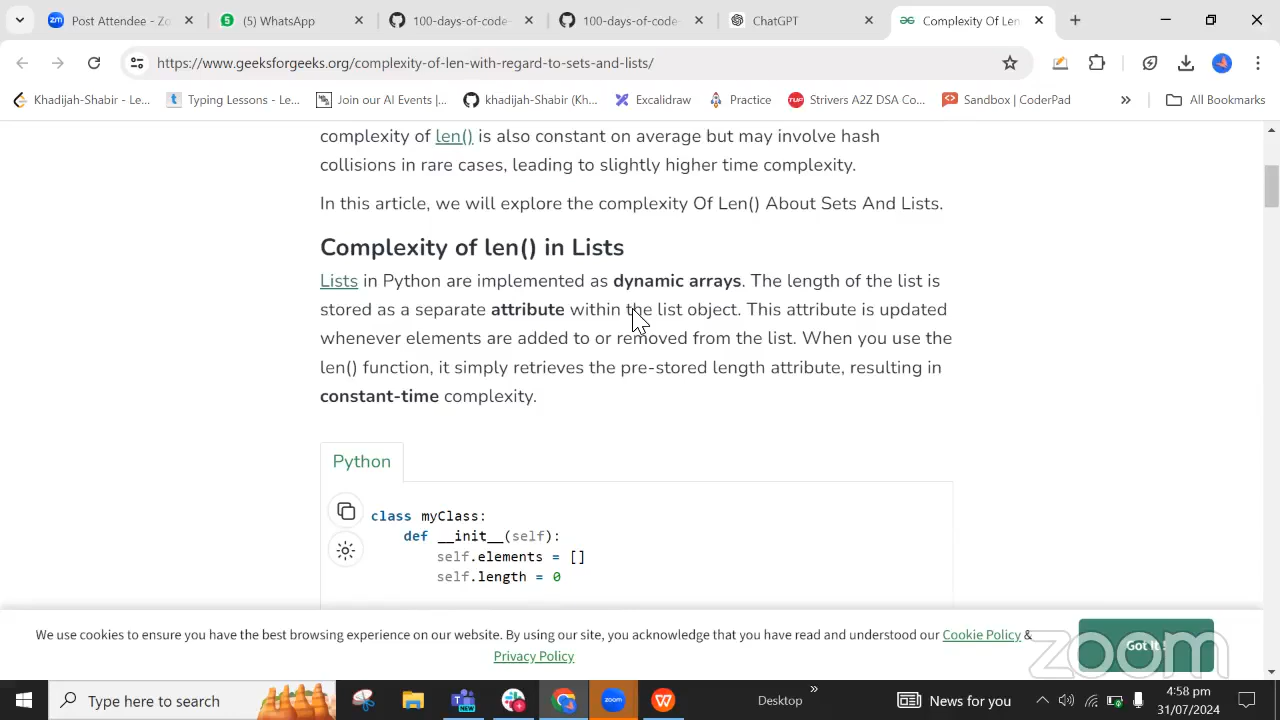 Post Attendee - Zo
(5) WhatsApp
100-days-of-code-
100-days-of-code-
ChatGPT
Complexity Of Len
https://www.geeksforgeeks.org/complexity-of-len-with-regard-to-sets-and-lists/
Khadijah-Shabir - Le...
Typing Lessons - Le...
Join our AI Events |...
khadijah-Shabir (Kh...
Excalidraw
Practice
Strivers A2Z DSA Co...
Sandbox | CoderPad
All Bookmarks
complexity of len() is also constant on average but may involve hash
collisions in rare cases, leading to slightly higher time complexity.
In this article, we will explore the complexity Of Len() About Sets And Lists.
Complexity of len() in Lists
Lists in Python are implemented as dynamic arrays. The length of the list is
stored as a separate attribute within the list object. This attribute is updated
whenever elements are added to or removed from the list. When you use the
len() function, it simply retrieves the pre-stored length attribute, resulting in
constant-time complexity.
Python
class myClass:
def __init__(self):
self.elements = []
self.length = 0
We use cookies to ensure you have the best browsing experience on our website. By using our site, you acknowledge that you have read and understood our Cookie Policy &
Privacy Policy
Got It !
zoom
Type here to search
NEW
zoom
Desktop
News for you
4:58 pm
31/07/2024